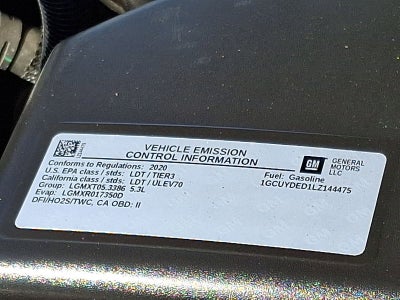 VEHICLE EMISSION
CONTROL INFORMATION
GM
GENERAL
MOTORS
LLC
Conforms to Regulations: 2020
U.S. EPA class / stds: LDT / TIER3
California class / stds: LDT / ULEV70
Group: LGMXT05.3386 5.3L
Evap: LGMXR017350D
DFI/HO2S/TWC, CA OBD: II
Fuel: Gasoline
1GCUYDED1LZ144475